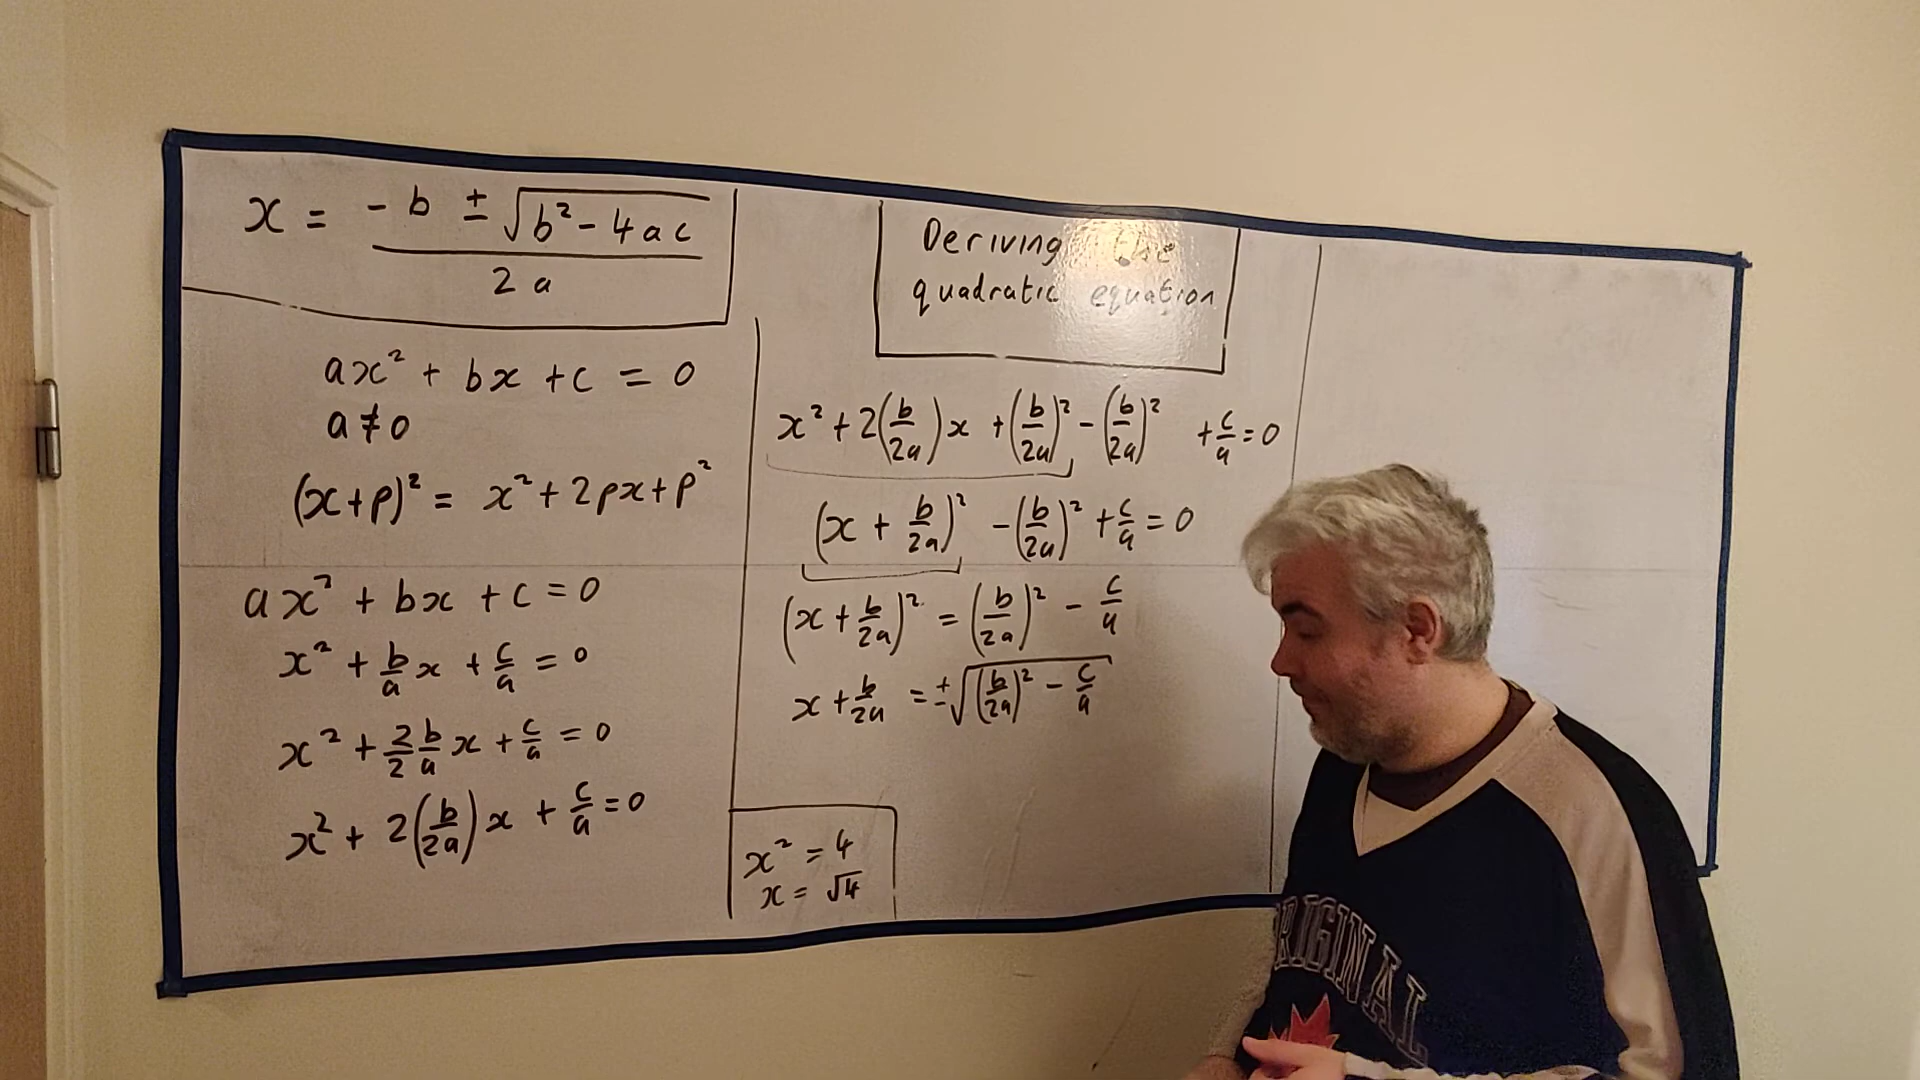 x = (-b ± √(b² - 4ac)) / 2a
Deriving the
quadratic equation
ax² + bx + c = 0
a ≠ 0
(x+p)² = x² + 2px + p²
ax² + bx + c = 0
x² + b/a x + c/a = 0
x² + 2/2 b/a x + c/a = 0
x² + 2(b/2a)x + c/a = 0
x² + 2(b/2a)x + (b/2a)² - (b/2a)² + c/a = 0
(x + b/2a)² - (b/2a)² + c/a = 0
(x + b/2a)² = (b/2a)² - c/a
x + b/2a = ±√((b/2a)² - c/a)
x² = 4
x = √4
RIGINAL